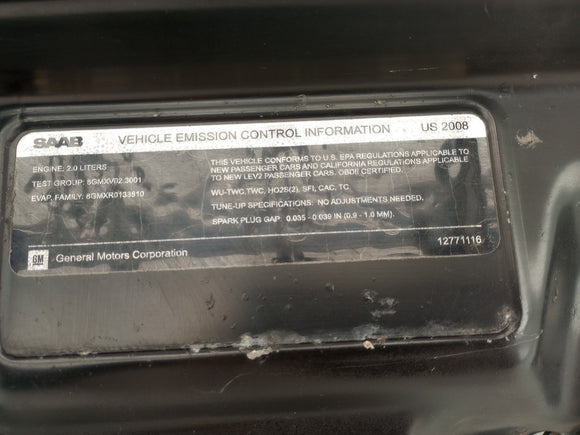 SAAB VEHICLE EMISSION CONTROL INFORMATION US 2008
ENGINE: 2.0 LITERS
TEST GROUP: 8GMXV02.3001
EVAP. FAMILY: 8GMXR0133910
THIS VEHICLE CONFORMS TO U.S. EPA REGULATIONS APPLICABLE TO
NEW PASSENGER CARS AND CALIFORNIA REGULATIONS APPLICABLE
TO NEW LEV2 PASSENGER CARS. OBDII CERTIFIED.
WU-TWC,TWC, HO2S(2), SFI, CAC, TC
TUNE-UP SPECIFICATIONS: NO ADJUSTMENTS NEEDED.
SPARK PLUG GAP: 0.035 - 0.039 IN (0.9 - 1.0 MM).
12771116
GM General Motors Corporation